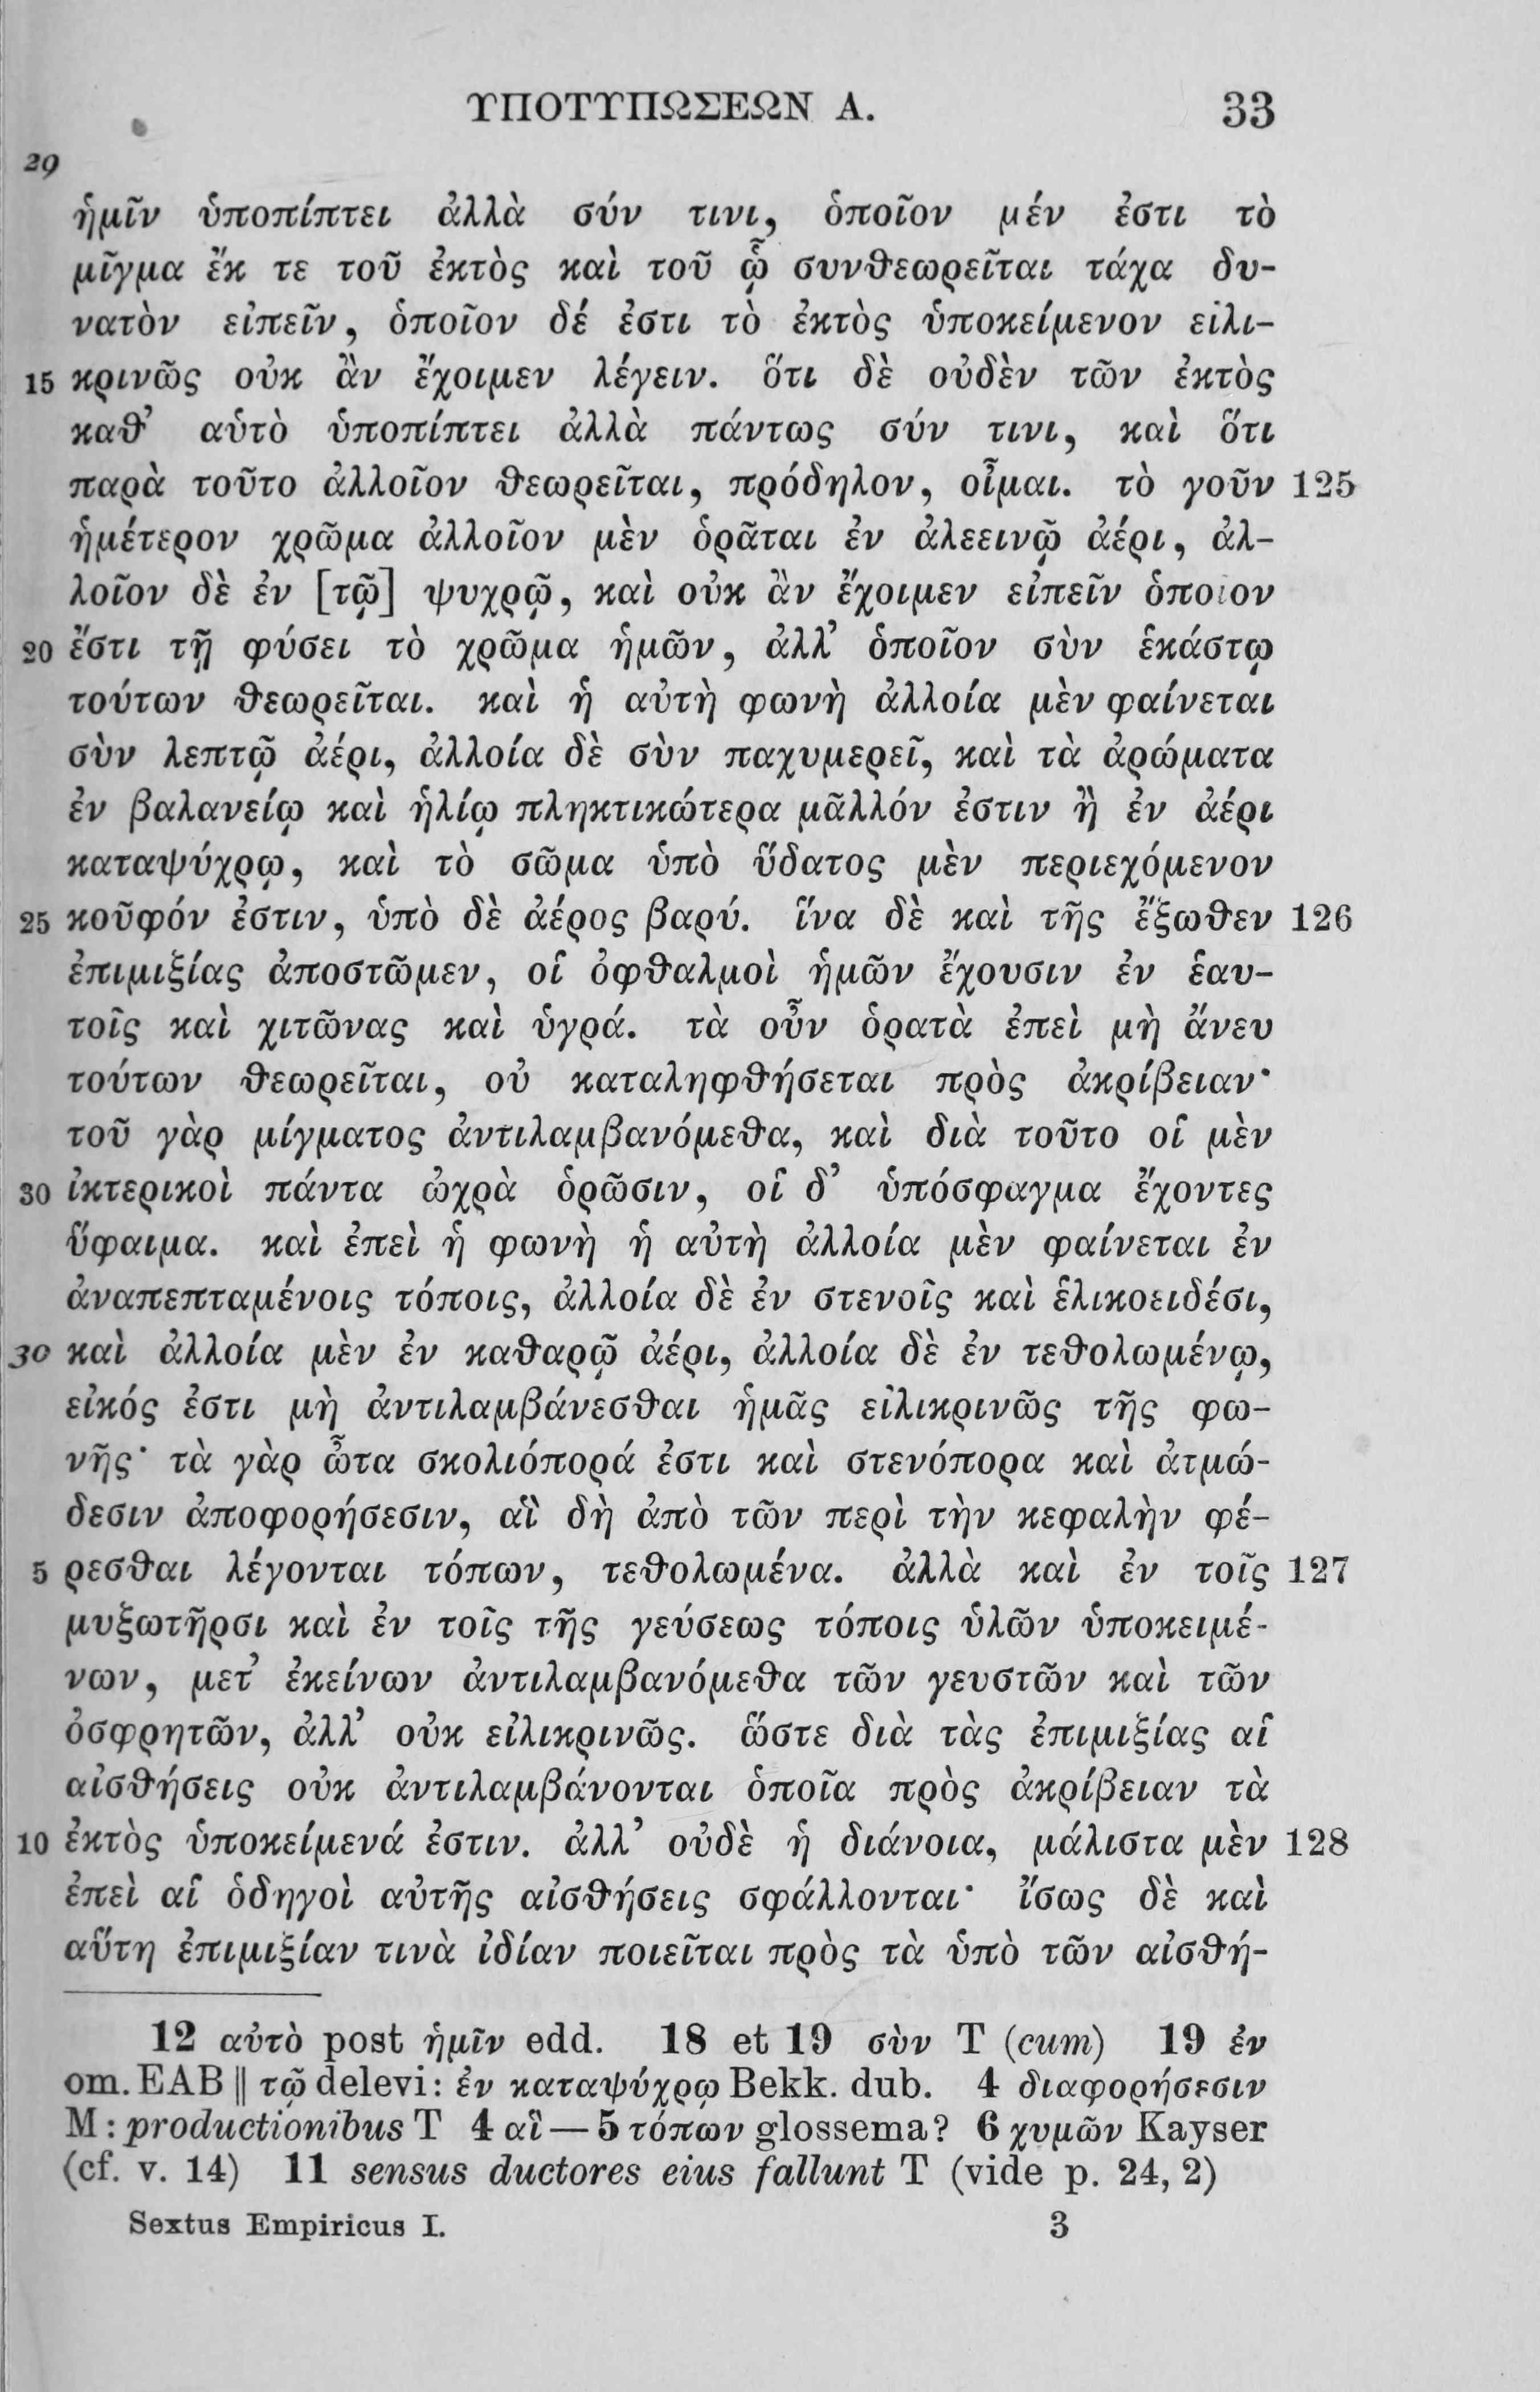 ΥΠΟΤΥΠΩΣΕΩΝ Α. 33
29
ἡμῖν ὑποπίπτει ἀλλὰ σύν τινι, ὁποῖον μέν ἐστι τὸ
μῖγμα ἔκ τε τοῦ ἐκτὸς καὶ τοῦ ᾧ συνθεωρεῖται τάχα δυ-
νατὸν εἰπεῖν, ὁποῖον δέ ἐστι τὸ ἐκτὸς ὑποκείμενον εἰλι-
15 κρινῶς οὐκ ἂν ἔχοιμεν λέγειν. ὅτι δὲ οὐδὲν τῶν ἐκτὸς
καθ’ αὑτὸ ὑποπίπτει ἀλλὰ πάντως σύν τινι, καὶ ὅτι
παρὰ τοῦτο ἀλλοῖον θεωρεῖται, πρόδηλον, οἶμαι. τὸ γοῦν 125
ἡμέτερον χρῶμα ἀλλοῖον μὲν ὁρᾶται ἐν ἀλεεινῷ ἀέρι, ἀλ-
λοῖον δὲ ἐν [τῷ] ψυχρῷ, καὶ οὐκ ἂν ἔχοιμεν εἰπεῖν ὁποῖον
20 ἔστι τῇ φύσει τὸ χρῶμα ἡμῶν, ἀλλ’ ὁποῖον σὺν ἑκάστῳ
τούτων θεωρεῖται. καὶ ἡ αὐτὴ φωνὴ ἀλλοία μὲν φαίνεται
σὺν λεπτῷ ἀέρι, ἀλλοία δὲ σὺν παχυμερεῖ, καὶ τὰ ἀρώματα
ἐν βαλανείῳ καὶ ἡλίῳ πληκτικώτερα μᾶλλόν ἐστιν ἢ ἐν ἀέρι
καταψύχρῳ, καὶ τὸ σῶμα ὑπὸ ὕδατος μὲν περιεχόμενον
25 κοῦφόν ἐστιν, ὑπὸ δὲ ἀέρος βαρύ. ἵνα δὲ καὶ τῆς ἔξωθεν 126
ἐπιμιξίας ἀποστῶμεν, οἱ ὀφθαλμοὶ ἡμῶν ἔχουσιν ἐν ἑαυ-
τοῖς καὶ χιτῶνας καὶ ὑγρά. τὰ οὖν ὁρατὰ ἐπεὶ μὴ ἄνευ
τούτων θεωρεῖται, οὐ καταληφθήσεται πρὸς ἀκρίβειαν·
τοῦ γὰρ μίγματος ἀντιλαμβανόμεθα, καὶ διὰ τοῦτο οἱ μὲν
30 ἰκτερικοὶ πάντα ὠχρὰ ὁρῶσιν, οἱ δ’ ὑπόσφαγμα ἔχοντες
ὕφαιμα. καὶ ἐπεὶ ἡ φωνὴ ἡ αὐτὴ ἀλλοία μὲν φαίνεται ἐν
ἀναπεπταμένοις τόποις, ἀλλοία δὲ ἐν στενοῖς καὶ ἑλικοειδέσι,
30 καὶ ἀλλοία μὲν ἐν καθαρῷ ἀέρι, ἀλλοία δὲ ἐν τεθολωμένῳ,
εἰκός ἐστι μὴ ἀντιλαμβάνεσθαι ἡμᾶς εἰλικρινῶς τῆς φω-
νῆς· τὰ γὰρ ὦτα σκολιόπορά ἐστι καὶ στενόπορα καὶ ἀτμώ-
δεσιν ἀποφορήσεσιν, αἳ δὴ ἀπὸ τῶν περὶ τὴν κεφαλὴν φέ-
5 ρεσθαι λέγονται τόπων, τεθολωμένα. ἀλλὰ καὶ ἐν τοῖς 127
μυξωτῆρσι καὶ ἐν τοῖς τῆς γεύσεως τόποις ὑλῶν ὑποκειμέ-
νων, μετ’ ἐκείνων ἀντιλαμβανόμεθα τῶν γευστῶν καὶ τῶν
ὀσφρητῶν, ἀλλ’ οὐκ εἰλικρινῶς. ὥστε διὰ τὰς ἐπιμιξίας αἱ
αἰσθήσεις οὐκ ἀντιλαμβάνονται ὁποῖα πρὸς ἀκρίβειαν τὰ
10 ἐκτὸς ὑποκείμενά ἐστιν. ἀλλ’ οὐδὲ ἡ διάνοια, μάλιστα μὲν 128
ἐπεὶ αἱ ὁδηγοὶ αὐτῆς αἰσθήσεις σφάλλονται· ἴσως δὲ καὶ
αὕτη ἐπιμιξίαν τινὰ ἰδίαν ποιεῖται πρὸς τὰ ὑπὸ τῶν αἰσθή-
12 αὐτὸ post ἡμῖν edd. 18 et 19 σὺν T (cum) 19 ἐν
om. EAB || τῷ delevi: ἐν καταψύχρῳ Bekk. dub. 4 διαφορήσεσιν
M : productionibus T 4 αἳ — 5 τόπων glossema? 6 χυμῶν Kayser
(cf. v. 14) 11 sensus ductores eius fallunt T (vide p. 24, 2)
Sextus Empiricus I. 3